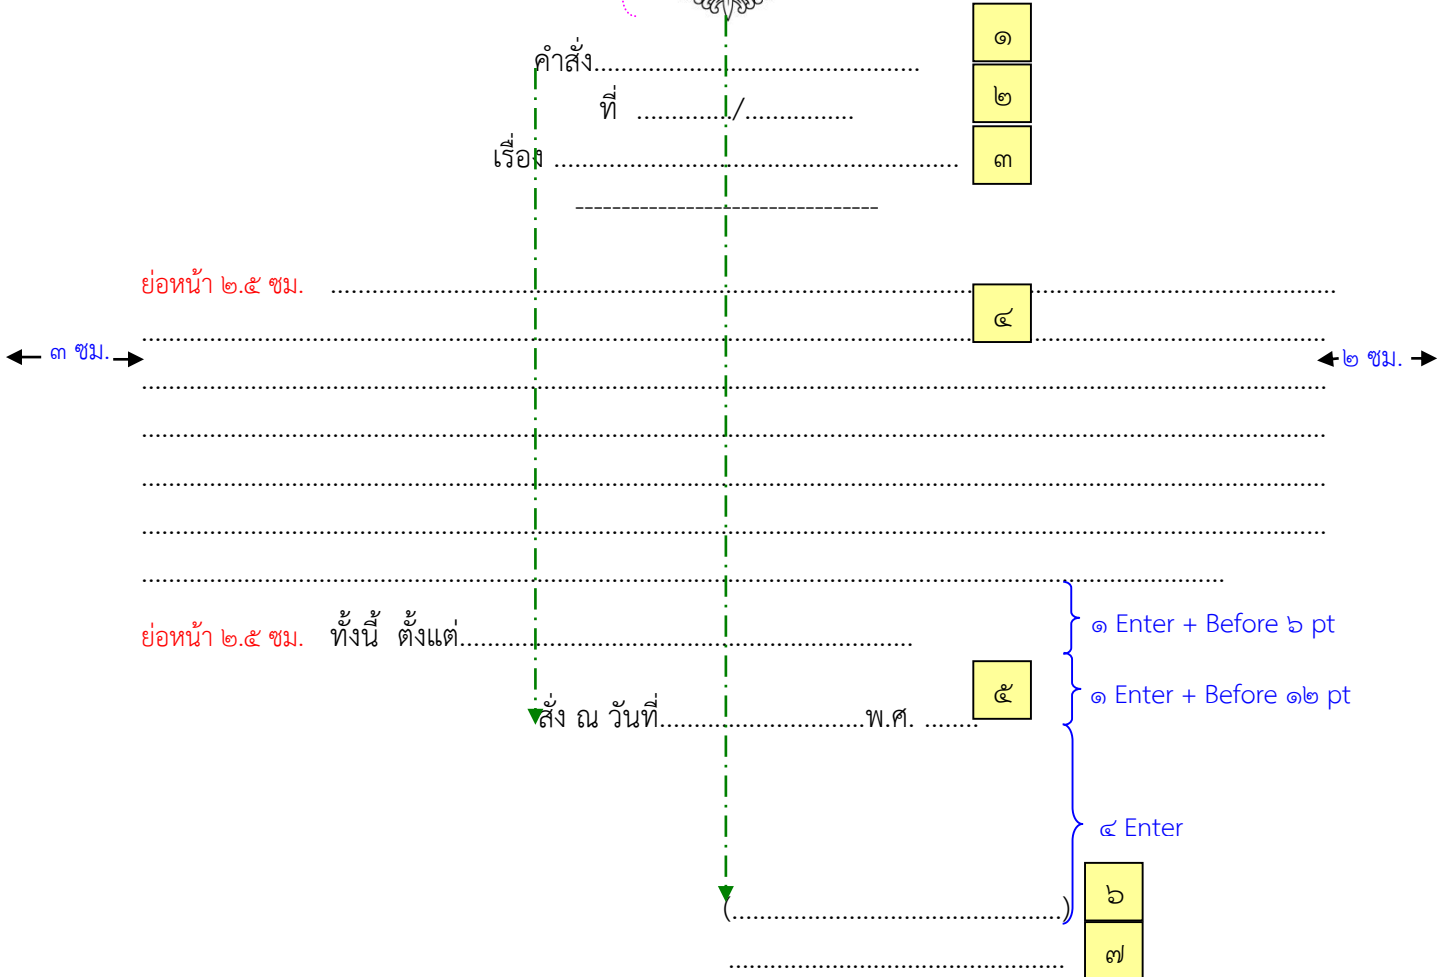 ๑
คำสั่ง...............................................
๒
ที่ ............../................
๓
เรื่อง ...........................................................
---------------------------------
ย่อหน้า ๒.๕ ซม. ....................................................................................................................................................
๔
............................................................................................................................................................................
๓ ซม.
๒ ซม.
............................................................................................................................................................................
............................................................................................................................................................................
............................................................................................................................................................................
............................................................................................................................................................................
..............................................................................................................................................................
ย่อหน้า ๒.๕ ซม. ทั้งนี้ ตั้งแต่..................................................................
๑ Enter + Before ๖ pt
๕
๑ Enter + Before ๑๒ pt
สั่ง ณ วันที่..............................พ.ศ. ........
๔ Enter
๖
(................................................)
๗
.................................................